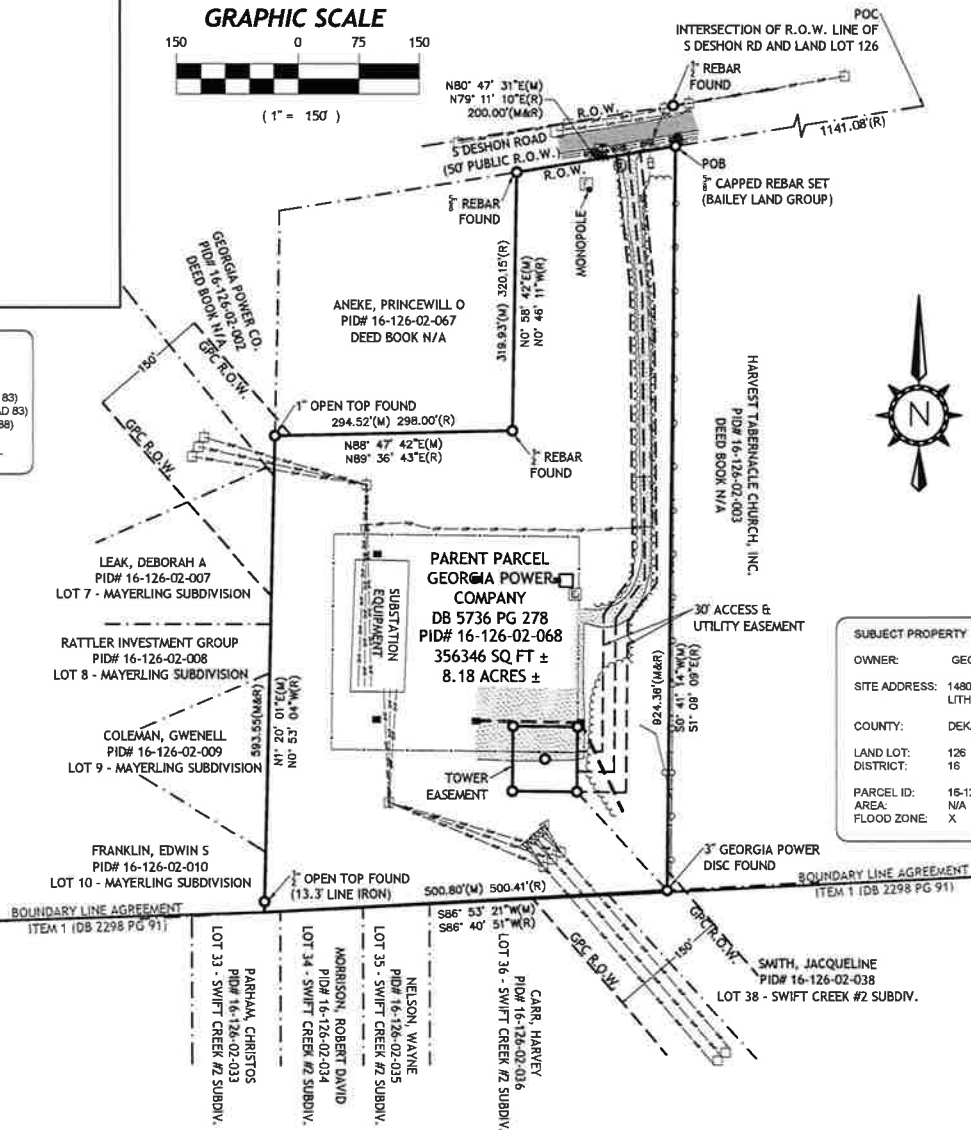 GRAPHIC SCALE
150 0 75 150
( 1" = 150' )
POC
INTERSECTION OF R.O.W. LINE OF
S DESHON RD AND LAND LOT 126
REBAR
FOUND
N80° 47' 31"E(M)
N79° 11' 10"E(R)
200.00'(M&R)
R.O.W.
S DESHON ROAD
(50' PUBLIC R.O.W.)
R.O.W.
1141.08'(R)
POB
CAPPED REBAR SET
(BAILEY LAND GROUP)
REBAR
FOUND
MONOPOLE
GEORGIA POWER CO.
PID# 16-126-02-002
DEED BOOK N/A
GPC R.O.W.
150'
GPC R.O.W.
ANEKE, PRINCEWILL O
PID# 16-126-02-067
DEED BOOK N/A
319.93'(M) 320.15'(R)
N0° 58' 42"E(M)
N0° 46' 11"W(R)
83)
AD 83)
88)
HARVEST TABERNACLE CHURCH, INC.
PID# 16-126-02-003
DEED BOOK N/A
N
1" OPEN TOP FOUND
294.52'(M) 298.00'(R)
N88° 47' 42"E(M)
N89° 36' 43"E(R)
REBAR
FOUND
LEAK, DEBORAH A
PID# 16-126-02-007
LOT 7 - MAYERLING SUBDIVISION
PARENT PARCEL
GEORGIA POWER
COMPANY
DB 5736 PG 278
PID# 16-126-02-068
356346 SQ FT ±
8.18 ACRES ±
SUBSTATION
EQUIPMENT
30' ACCESS &
UTILITY EASEMENT
RATTLER INVESTMENT GROUP
PID# 16-126-02-008
LOT 8 - MAYERLING SUBDIVISION
593.55(M&R)
N1° 20' 01"E(M)
N0° 53' 04"W(R)
824.38'(M&R)
S0° 41' 14"W(M)
S1° 08' 09"E(R)
SUBJECT PROPERTY
OWNER: GEO
SITE ADDRESS: 1480
LITH
COUNTY: DEK
LAND LOT: 126
DISTRICT: 16
PARCEL ID: 16-12
AREA: N/A
FLOOD ZONE: X
COLEMAN, GWENELL
PID# 16-126-02-009
LOT 9 - MAYERLING SUBDIVISION
TOWER
EASEMENT
FRANKLIN, EDWIN S
PID# 16-126-02-010
LOT 10 - MAYERLING SUBDIVISION
OPEN TOP FOUND
(13.3' LINE IRON)
3" GEORGIA POWER
DISC FOUND
BOUNDARY LINE AGREEMENT
ITEM 1 (DB 2298 PG 91)
500.80'(M) 500.41'(R)
S86° 53' 21"W(M)
S86° 40' 51"W(R)
BOUNDARY LINE AGREEMENT
ITEM 1 (DB 2298 PG 91)
GPC R.O.W.
150'
GPC R.O.W.
SMITH, JACQUELINE
PID# 16-126-02-038
LOT 38 - SWIFT CREEK #2 SUBDIV.
PARHAM, CHRISTOS
PID# 16-126-02-033
LOT 33 - SWIFT CREEK #2 SUBDIV.
MORRISON, ROBERT DAVID
PID# 16-126-02-034
LOT 34 - SWIFT CREEK #2 SUBDIV.
NELSON, WAYNE
PID# 16-126-02-035
LOT 35 - SWIFT CREEK #2 SUBDIV.
CARR, HARVEY
PID# 16-126-02-036
LOT 36 - SWIFT CREEK #2 SUBDIV.